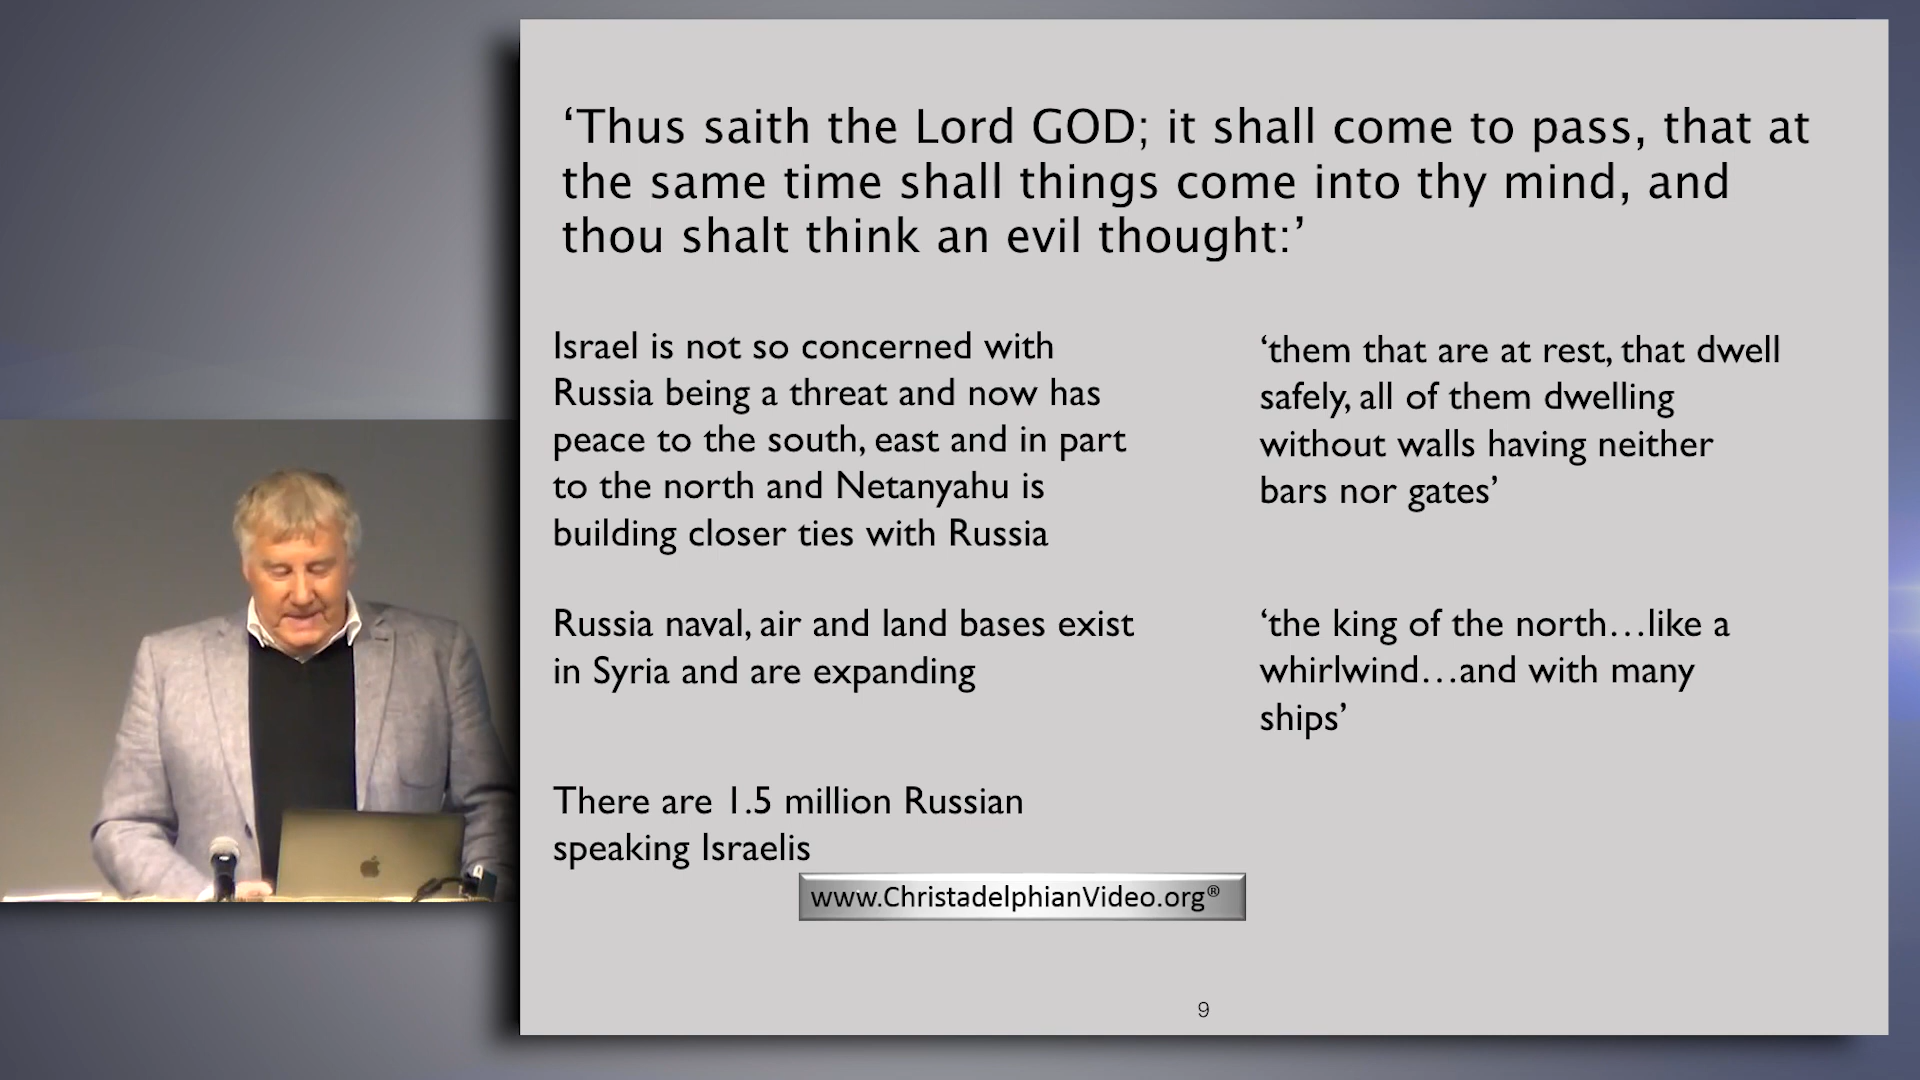 ‘Thus saith the Lord GOD; it shall come to pass, that at
the same time shall things come into thy mind, and
thou shalt think an evil thought:’
Israel is not so concerned with
Russia being a threat and now has
peace to the south, east and in part
to the north and Netanyahu is
building closer ties with Russia
‘them that are at rest, that dwell
safely, all of them dwelling
without walls having neither
bars nor gates’
Russia naval, air and land bases exist
in Syria and are expanding
‘the king of the north…like a
whirlwind…and with many
ships’
There are 1.5 million Russian
speaking Israelis
www.ChristadelphianVideo.org®
9